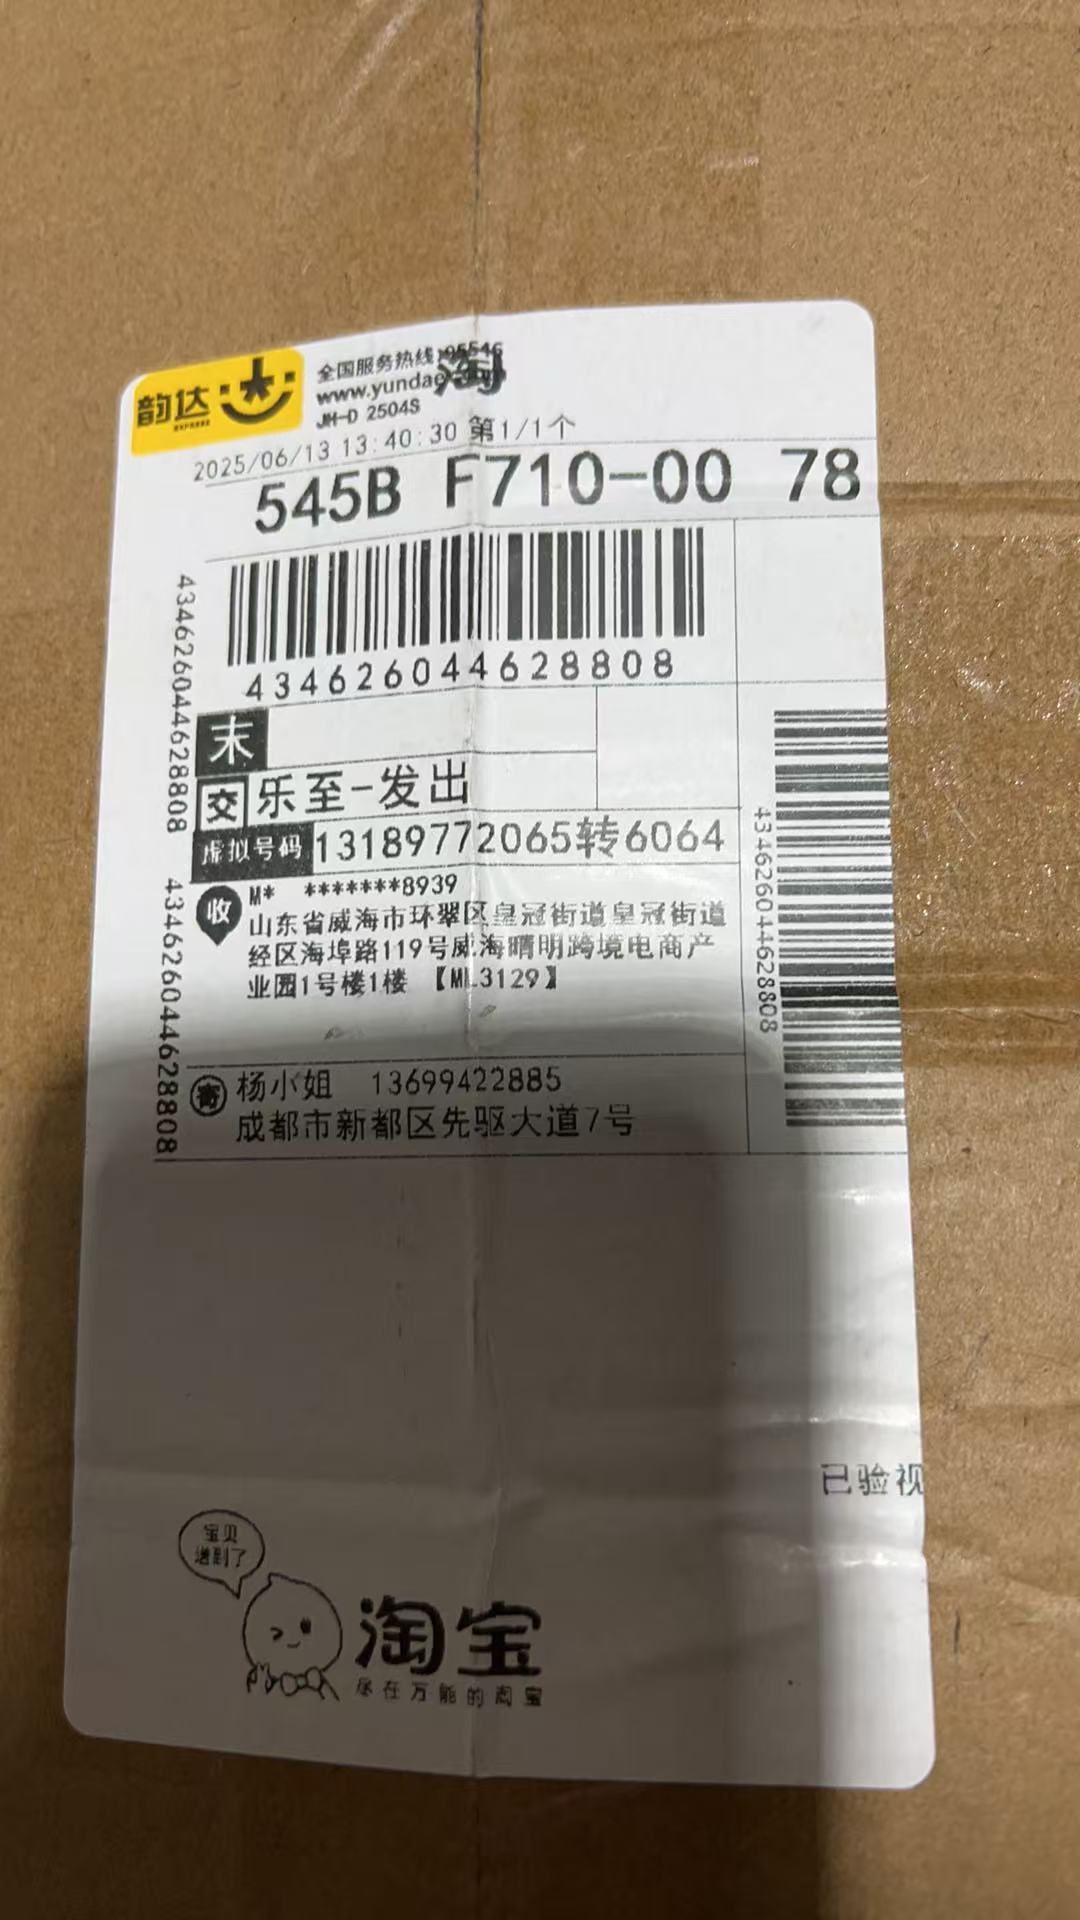 韵达
EXPRESS
全国服务热线:95546
www.yundaex.com
淘
JH-D 2504S
2025/06/13 13:40:30 第1/1个
545B F710-00 78
434626044628808
434626044628808
末
交 乐至-发出
虚拟号码 13189772065转6064
收 M* *******8939
山东省威海市环翠区皇冠街道皇冠街道
经区海埠路119号威海晴明跨境电商产
业园1号楼1楼 【ML3129】
434626044628808
434626044628808
寄 杨小姐 13699422885
成都市新都区先驱大道7号
已验视
宝贝
送到了
淘宝
尽在万能的淘宝